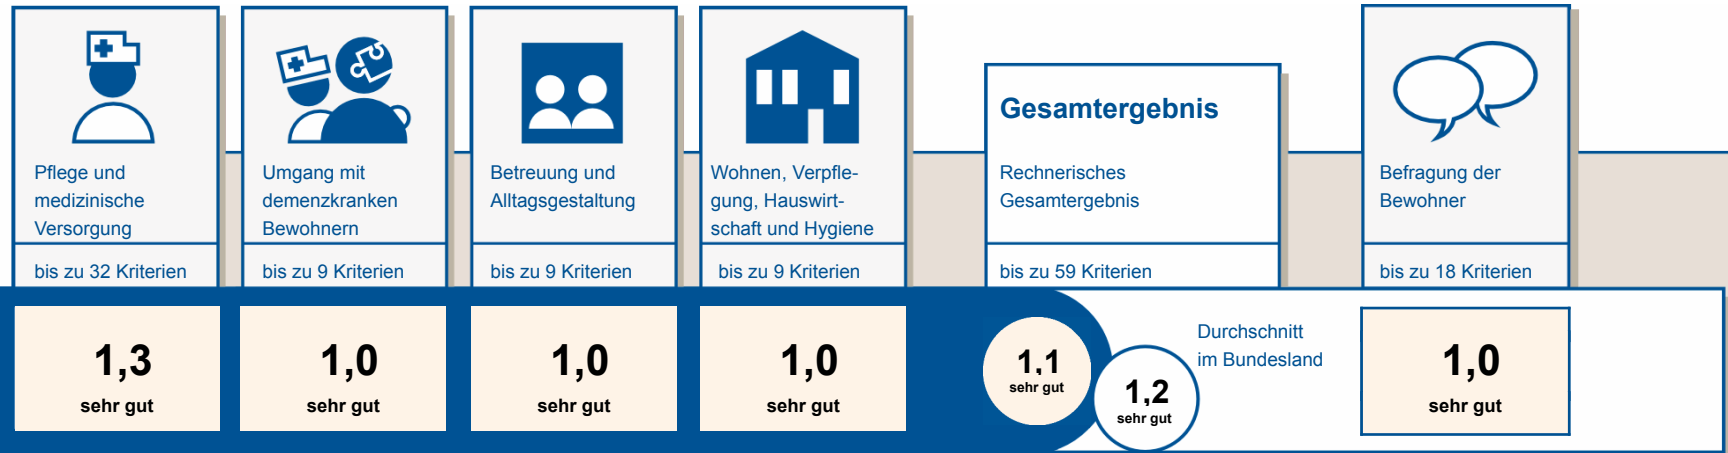 Pflege und
medizinische
Versorgung
bis zu 32 Kriterien
1,3
sehr gut
Umgang mit
demenzkranken
Bewohnern
bis zu 9 Kriterien
1,0
sehr gut
Betreuung und
Alltagsgestaltung
bis zu 9 Kriterien
1,0
sehr gut
Wohnen, Verpfle-
gung, Hauswirt-
schaft und Hygiene
bis zu 9 Kriterien
1,0
sehr gut
Gesamtergebnis
Rechnerisches
Gesamtergebnis
bis zu 59 Kriterien
1,1
sehr gut
1,2
sehr gut
Durchschnitt
im Bundesland
Befragung der
Bewohner
bis zu 18 Kriterien
1,0
sehr gut